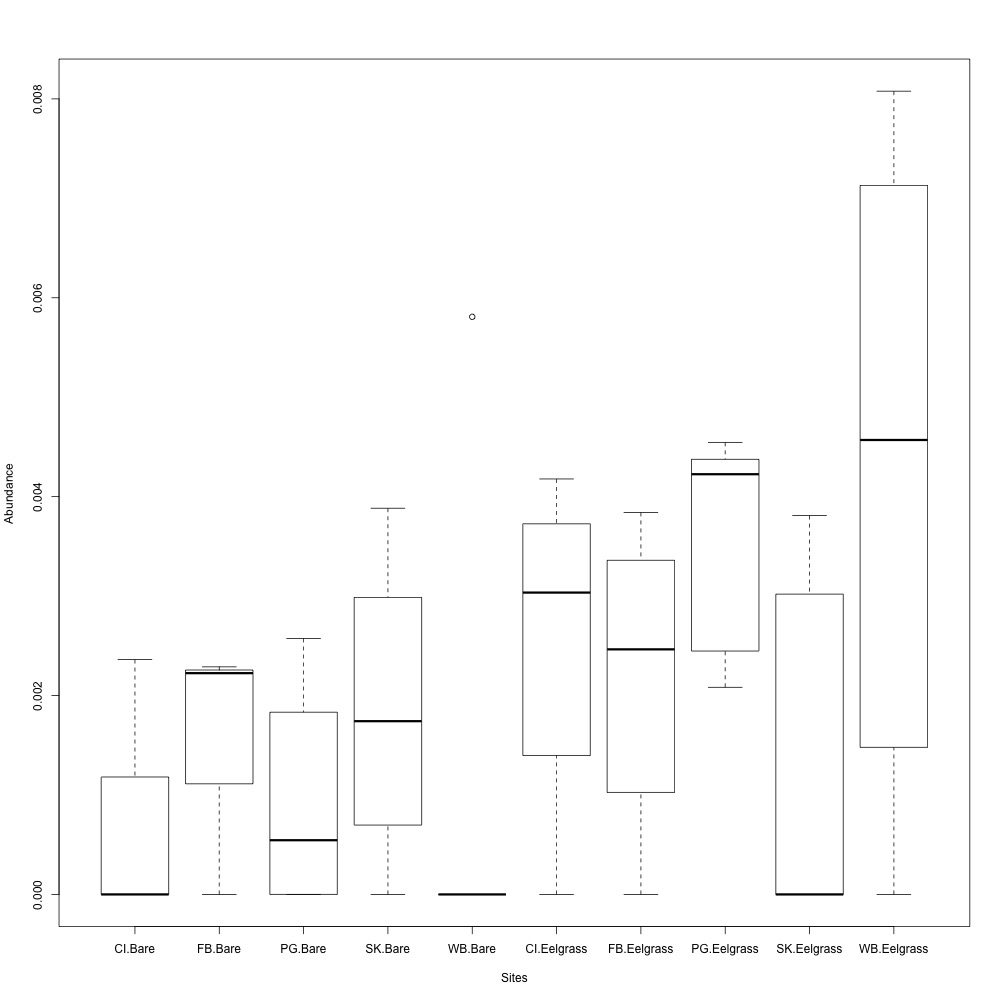 Abundance
0.008
0.006
0.004
0.002
0.000
CI.Bare FB.Bare PG.Bare SK.Bare WB.Bare CI.Eelgrass FB.Eelgrass PG.Eelgrass SK.Eelgrass WB.Eelgrass
Sites